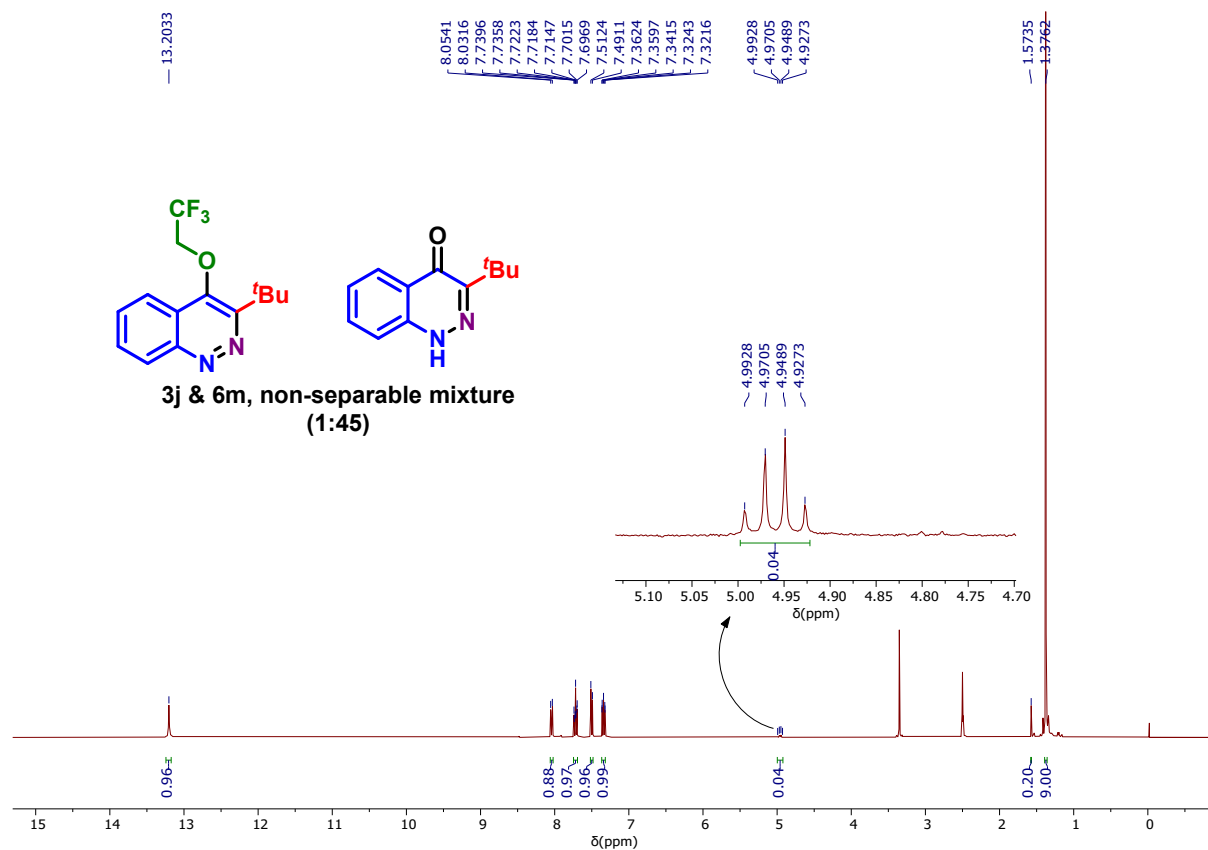 13.2033
8.0541
8.0316
7.7396
7.7358
7.7223
7.7184
7.7147
7.7015
7.6969
7.5124
7.4911
7.3624
7.3597
7.3415
7.3243
7.3216
4.9928
4.9705
4.9489
4.9273
1.5735
1.3762
CF3
O
tBu
N
N
O
tBu
N
N
H
3j & 6m, non-separable mixture
(1:45)
4.9928
4.9705
4.9489
4.9273
0.04
5.10 5.05 5.00 4.95 4.90 4.85 4.80 4.75 4.70
δ(ppm)
0.96
0.88
0.97
0.96
0.99
0.04
0.20
9.00
15 14 13 12 11 10 9 8 7 6 5 4 3 2 1 0
δ(ppm)